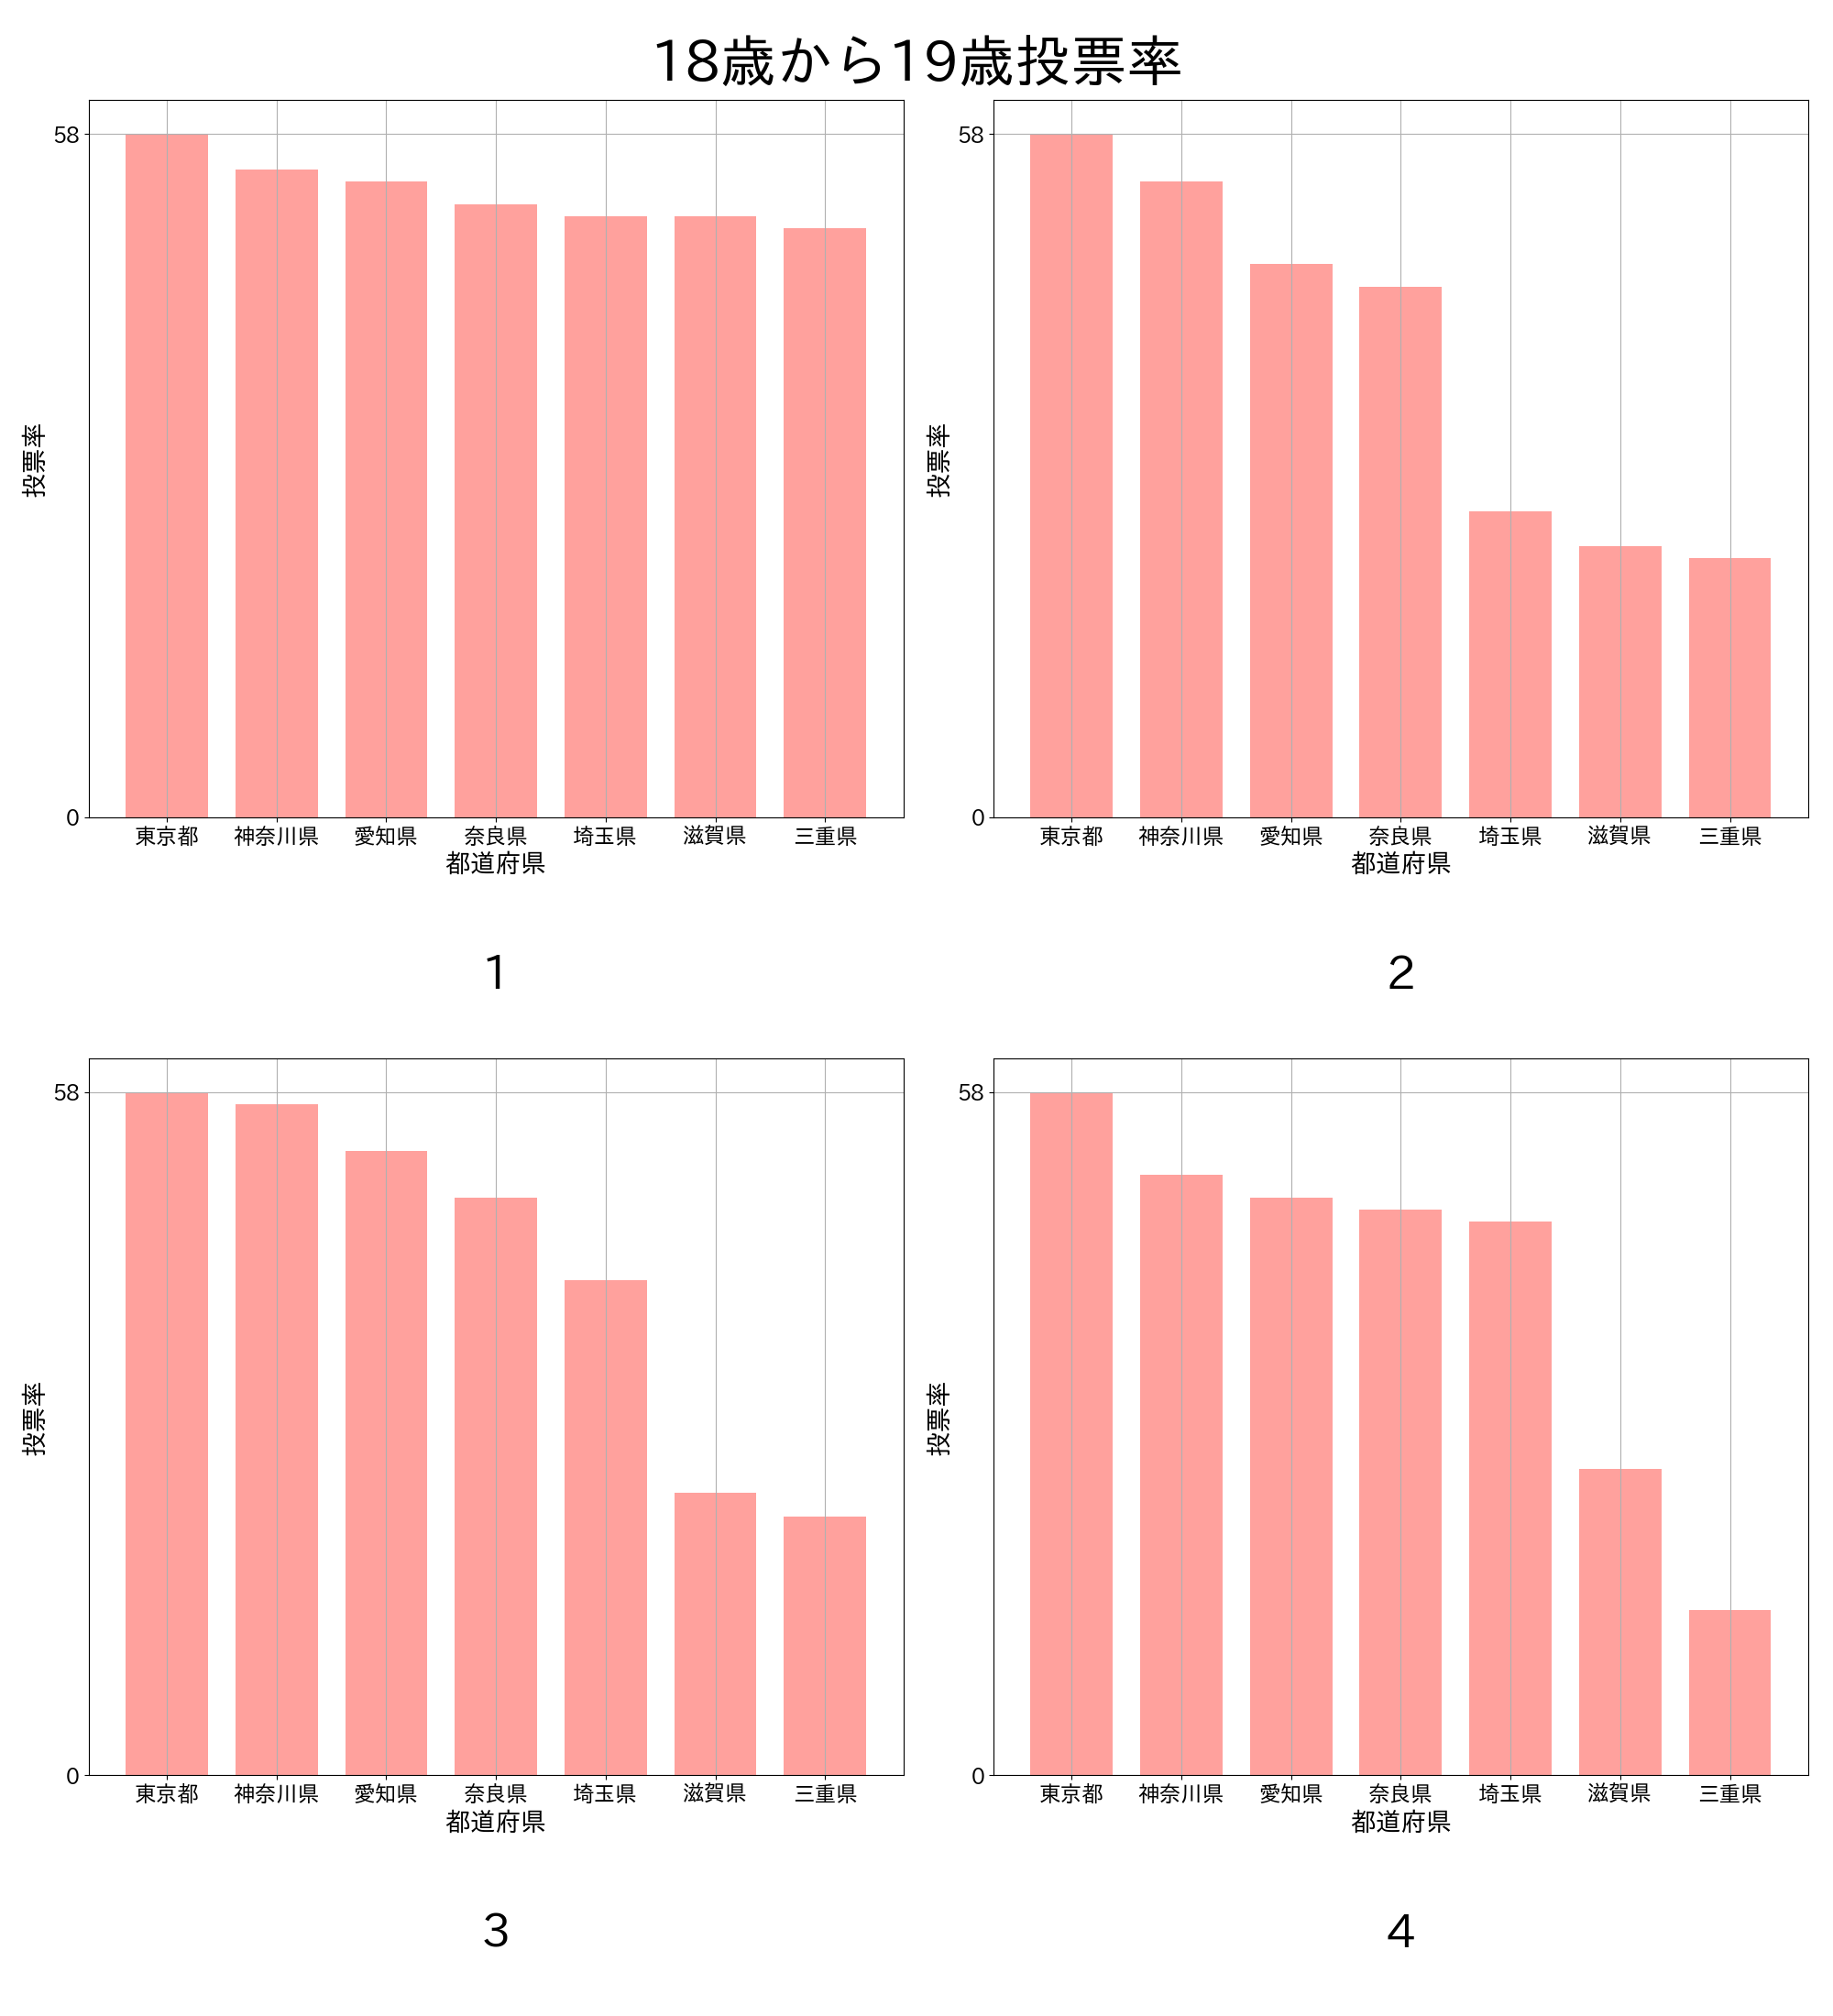 18歳から19歳投票率
58
0
投票率
東京都 神奈川県 愛知県 奈良県 埼玉県 滋賀県 三重県
都道府県
1
58
0
投票率
東京都 神奈川県 愛知県 奈良県 埼玉県 滋賀県 三重県
都道府県
2
58
0
投票率
東京都 神奈川県 愛知県 奈良県 埼玉県 滋賀県 三重県
都道府県
3
58
0
投票率
東京都 神奈川県 愛知県 奈良県 埼玉県 滋賀県 三重県
都道府県
4